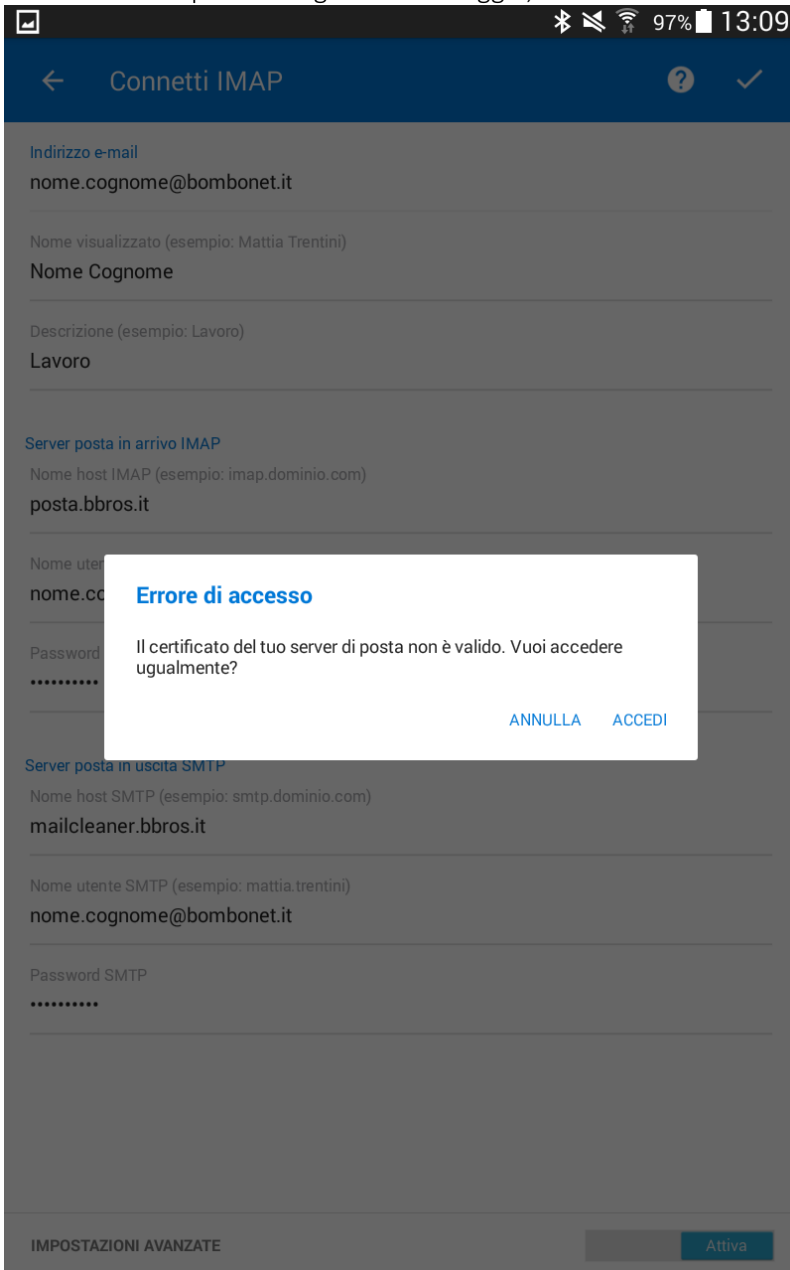 97% 13:09
Connetti IMAP
Indirizzo e-mail
nome.cognome@bombonet.it
Nome visualizzato (esempio: Mattia Trentini)
Nome Cognome
Descrizione (esempio: Lavoro)
Lavoro
Server posta in arrivo IMAP
Nome host IMAP (esempio: imap.dominio.com)
posta.bbros.it
Nome
Errore di accesso
Il certificato del tuo server di posta non è valido. Vuoi accedere
ugualmente?
ANNULLA ACCEDI
Password
Server posta in uscita SMTP
Nome host SMTP (esempio: smtp.dominio.com)
mailcleaner.bbros.it
Nome utente SMTP (esempio: mattia.trentini)
nome.cognome@bombonet.it
Password SMTP
IMPOSTAZIONI AVANZATE Attiva